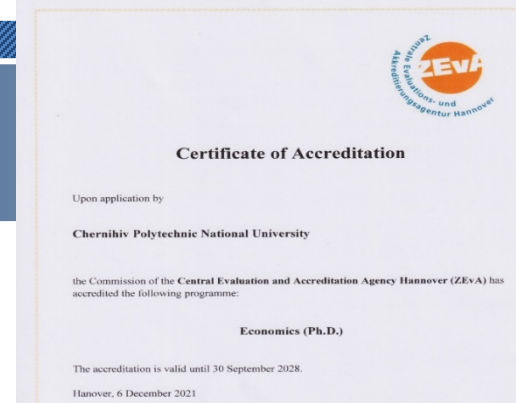 ZEvA
Zentrale Evaluations- und
Akkreditierungsagentur Hannover
Certificate of Accreditation
Upon application by
Chernihiv Polytechnic National University
the Commission of the Central Evaluation and Accreditation Agency Hannover (ZEvA) has
accredited the following programme:
Economics (Ph.D.)
The accreditation is valid until 30 September 2028.
Hanover, 6 December 2021